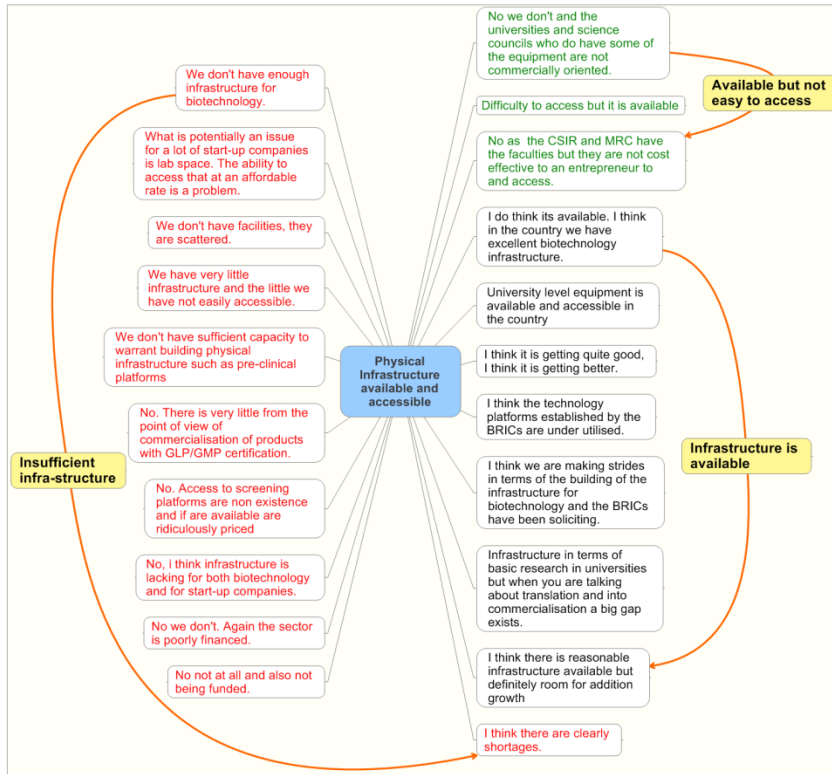 We don't have enough
infrastructure for
biotechnology.
What is potentially an issue
for a lot of start-up companies
is lab space. The ability to
access that at an affordable
rate is a problem.
We don't have facilities, they
are scattered.
We have very little
infrastructure and the little we
have not easily accessible.
We don't have sufficient capacity to
warrant building physical
infrastructure such as pre-clinical
platforms
No. There is very little from the
point of view of
commercialisation of products
with GLP/GMP certification.
No. Access to screening
platforms are non existence
and if are available are
ridiculously priced
No, i think infrastructure is
lacking for both biotechnology
and for start-up companies.
No we don't. Again the sector
is poorly financed.
No not at all and also not
being funded.
Insufficient
infra-structure
Physical
Infrastructure
available and
accessible
No we don't and the
universities and science
councils who do have some of
the equipment are not
commercially oriented.
Difficulty to access but it is available
No as  the CSIR and MRC have
the faculties but they are not cost
effective to an entrepreneur to
and access.
I do think its available. I think
in the country we have
excellent biotechnology
infrastructure.
University level equipment is
available and accessible in
the country
I think it is getting quite good,
I think it is getting better.
I think the technology
platforms established by the
BRICs are under utilised.
I think we are making strides
in terms of the building of the
infrastructure for
biotechnology and the BRICs
have been soliciting.
Infrastructure in terms of
basic research in universities
but when you are talking
about translation and into
commercialisation a big gap
exists.
I think there is reasonable
infrastructure available but
definitely room for addition
growth
I think there are clearly
shortages.
Available but not
easy to access
Infrastructure is
available